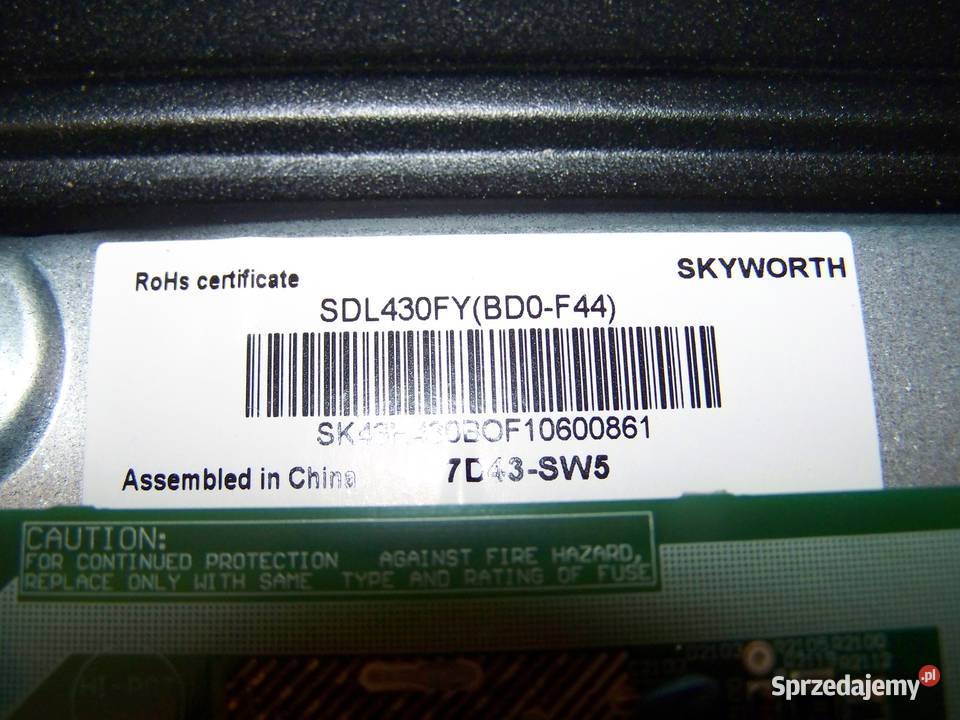 RoHs certificate
SKYWORTH
SDL430FY(BD0-F44)
Assembled in China
7D43-SW5
CAUTION:
FOR CONTINUED PROTECTION AGAINST FIRE HAZARD,
REPLACE ONLY WITH SAME TYPE AND RATING OF FUSE
Sprzedajemy.pl